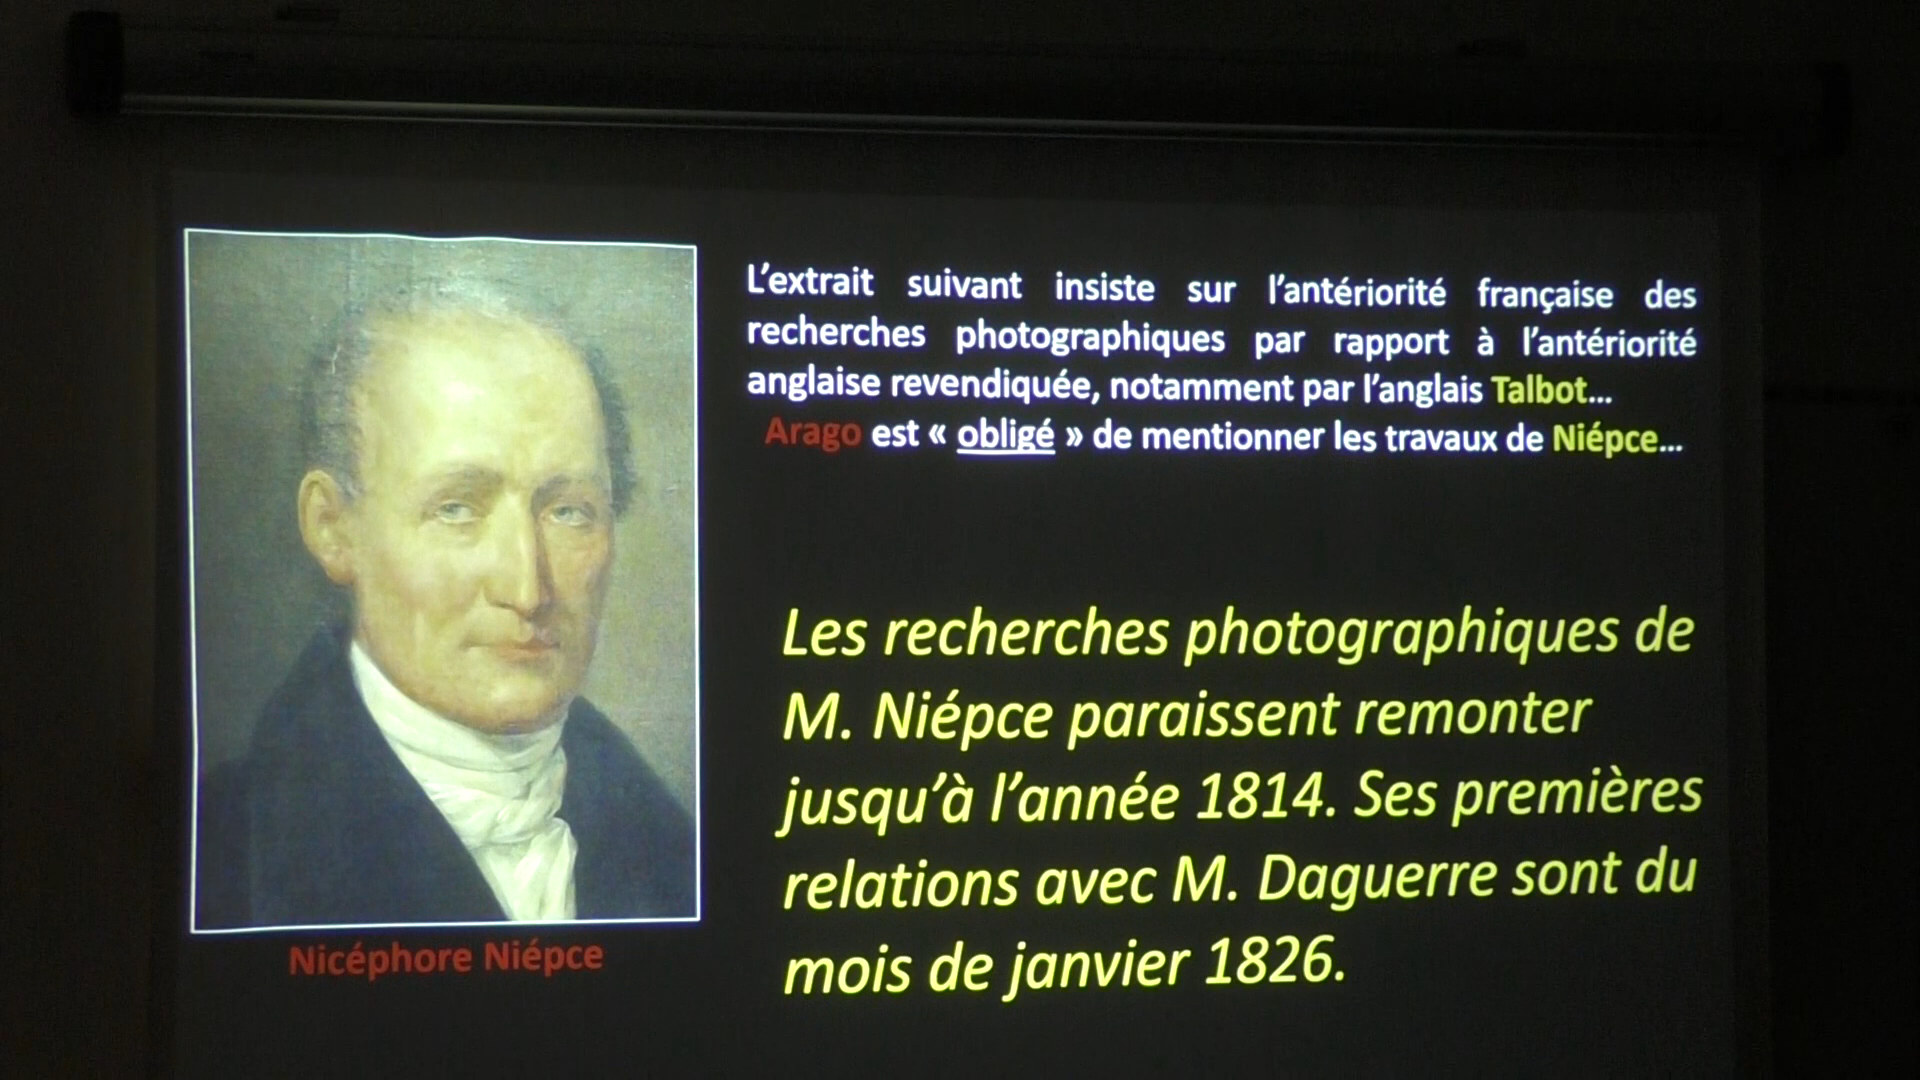 L’extrait suivant insiste sur l’antériorité française des
recherches photographiques par rapport à l’antériorité
anglaise revendiquée, notamment par l’anglais Talbot...
Arago est « obligé » de mentionner les travaux de Niépce...
Les recherches photographiques de
M. Niépce paraissent remonter
jusqu’à l’année 1814. Ses premières
relations avec M. Daguerre sont du
mois de janvier 1826.
Nicéphore Niépce